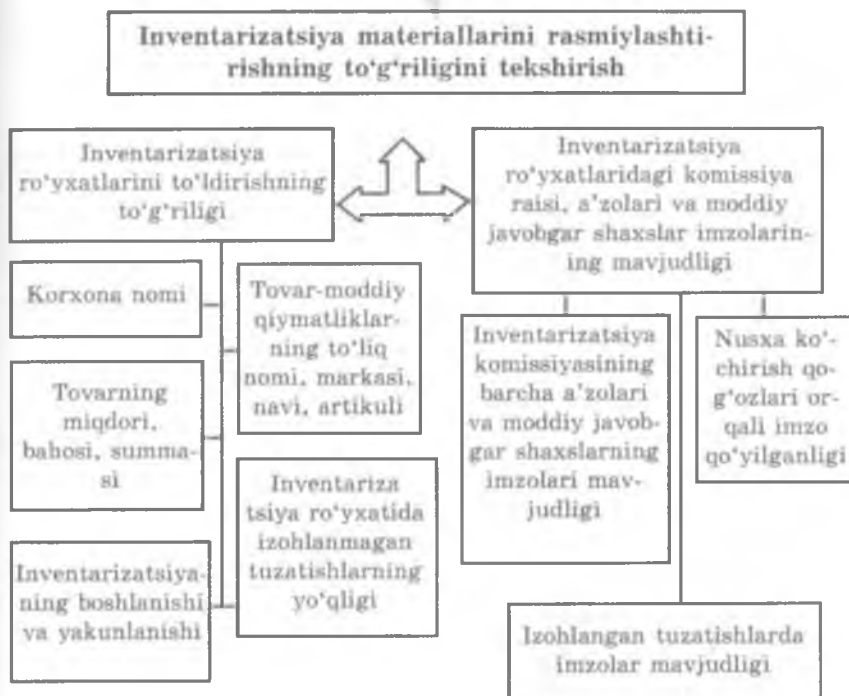 Inventarizatsiya materiallarini rasmiylashti-
rishning to‘g‘riligini tekshirish
Inventarizatsiya
ro‘yxatlarini to‘ldirishning
to‘g‘riligi
Inventarizatsiya
ro‘yxatlaridagi komissiya
raisi, a’zolari va moddiy
javobgar shaxslar imzolarin-
ing mavjudligi
Korxona nomi
Tovar-moddiy
qiymatliklar-
ning to‘liq
nomi, markasi,
navi, artikuli
Tovarning
miqdori,
bahosi, summa-
si
Inventariza
tsiya ro‘yxatida
izohlanmagan
tuzatishlarning
yo‘qligi
Inventarizatsiya-
ning boshlanishi
va yakunlanishi
Inventarizatsiya
komissiyasining
barcha a’zolari
va moddiy javob-
gar shaxslarning
imzolari mav-
judligi
Nusxa ko‘-
chirish qo-
g‘ozlari or-
qali imzo
qo‘yilganligi
Izohlangan tuzatishlarda
imzolar mavjudligi